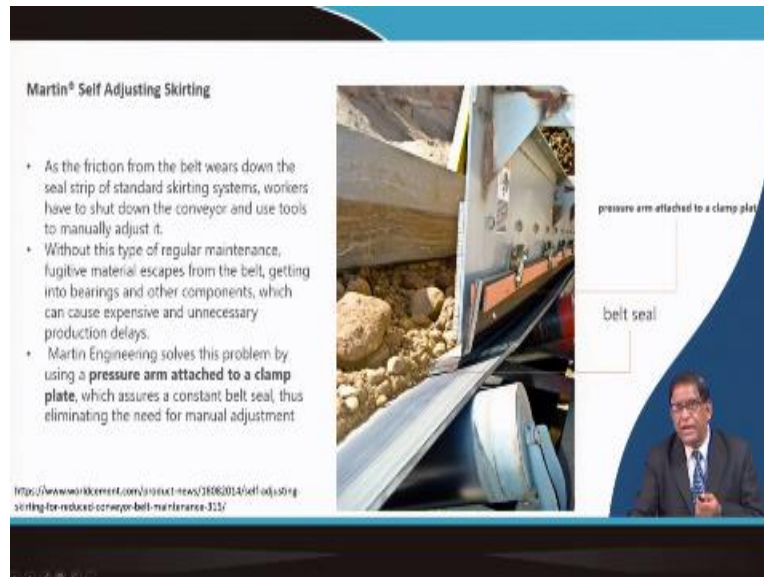 Martin® Self Adjusting Skirting
• As the friction from the belt wears down the
seal strip of standard skirting systems, workers
have to shut down the conveyor and use tools
to manually adjust it.
• Without this type of regular maintenance,
fugitive material escapes from the belt, getting
into bearings and other components, which
can cause expensive and unnecessary
production delays.
• Martin Engineering solves this problem by
using a pressure arm attached to a clamp
plate, which assures a constant belt seal, thus
eliminating the need for manual adjustment
pressure arm attached to a clamp plat
belt seal
https://www.worldcement.com/product-news/18082014/self-adjusting-
skirting-for-reduced-conveyor-belt-maintenance-315/